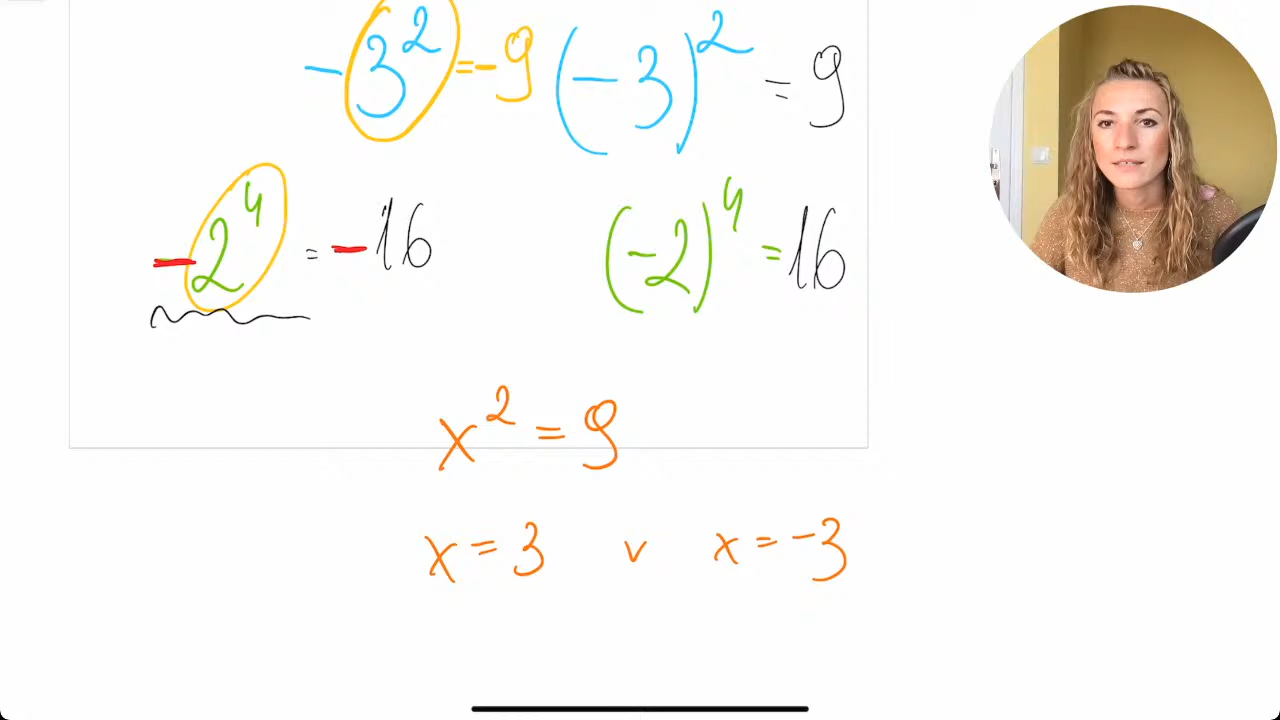 -3² = -9 (-3)² = 9
-2⁴ = -16 (-2)⁴ = 16
x² = 9
x = 3 v x = -3